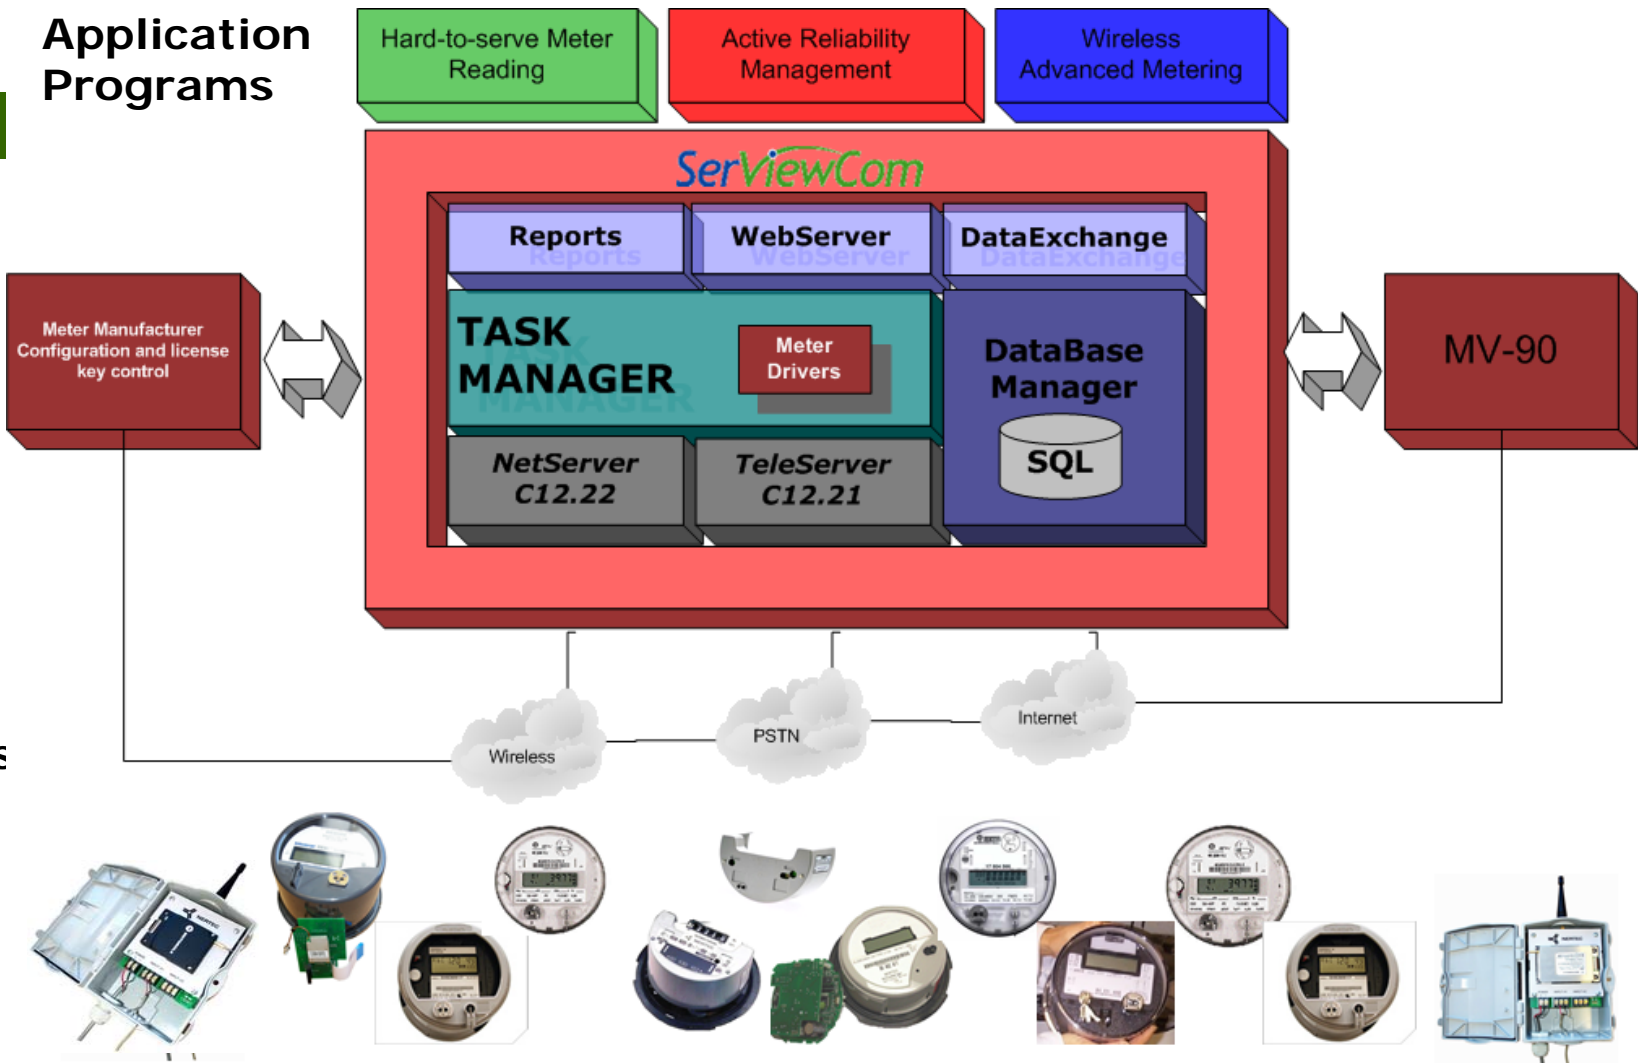 Application
Programs
Hard-to-serve Meter
Reading
Active Reliability
Management
Wireless
Advanced Metering
SerViewCom
Reports
WebServer
DataExchange
Meter Manufacturer
Configuration and license
key control
TASK
MANAGER
Meter
Drivers
DataBase
Manager
SQL
MV-90
NetServer
C12.22
TeleServer
C12.21
Wireless
PSTN
Internet
s
NERTEC
NERTEC